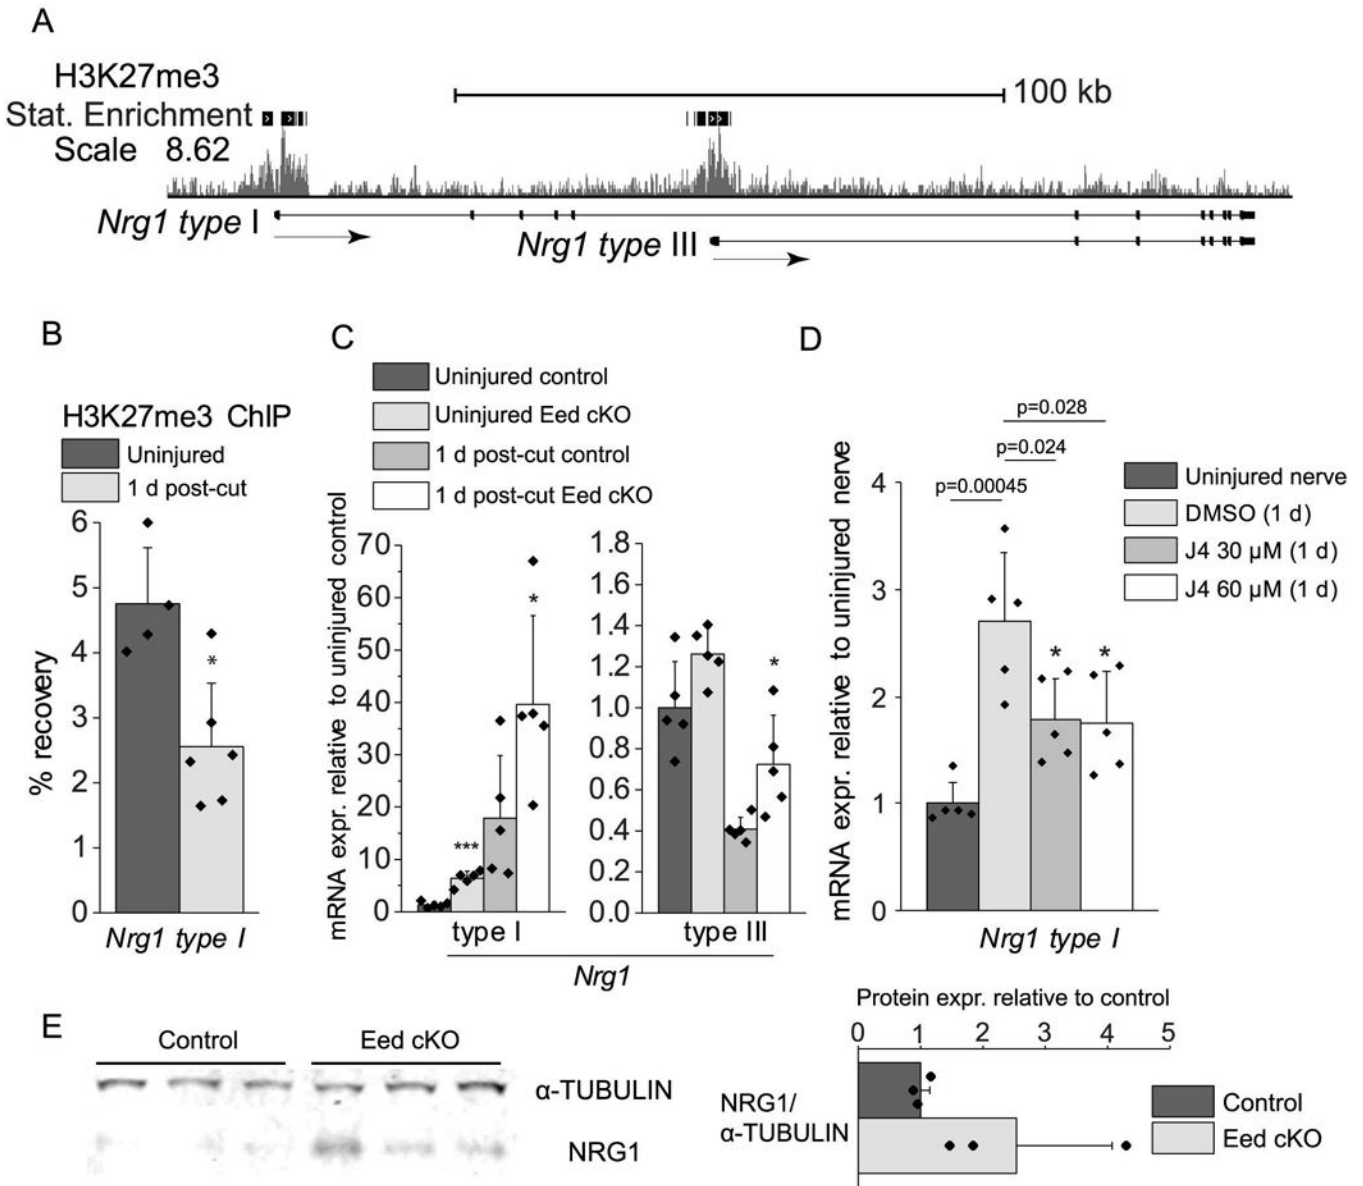 A
H3K27me3
Stat. Enrichment
100 kb
Scale 8.62
Nrg1 type I
Nrg1 type III
B
H3K27me3 ChIP
Uninjured
1 d post-cut
% recovery
6
5
4
3
2
1
0
*
Nrg1 type I
C
Uninjured control
Uninjured Eed cKO
1 d post-cut control
1 d post-cut Eed cKO
mRNA expr. relative to uninjured control
70
60
50
40
30
20
10
0
***
*
type I
1.8
1.6
1.4
1.2
1.0
0.8
0.6
0.4
0.2
0.0
*
type III
Nrg1
D
p=0.028
p=0.024
p=0.00045
Uninjured nerve
DMSO (1 d)
J4 30 µM (1 d)
J4 60 µM (1 d)
mRNA expr. relative to uninjured nerve
4
3
2
1
0
* *
Nrg1 type I
E
Control Eed cKO
α-TUBULIN
NRG1
Protein expr. relative to control
0 1 2 3 4 5
NRG1/
α-TUBULIN
Control
Eed cKO